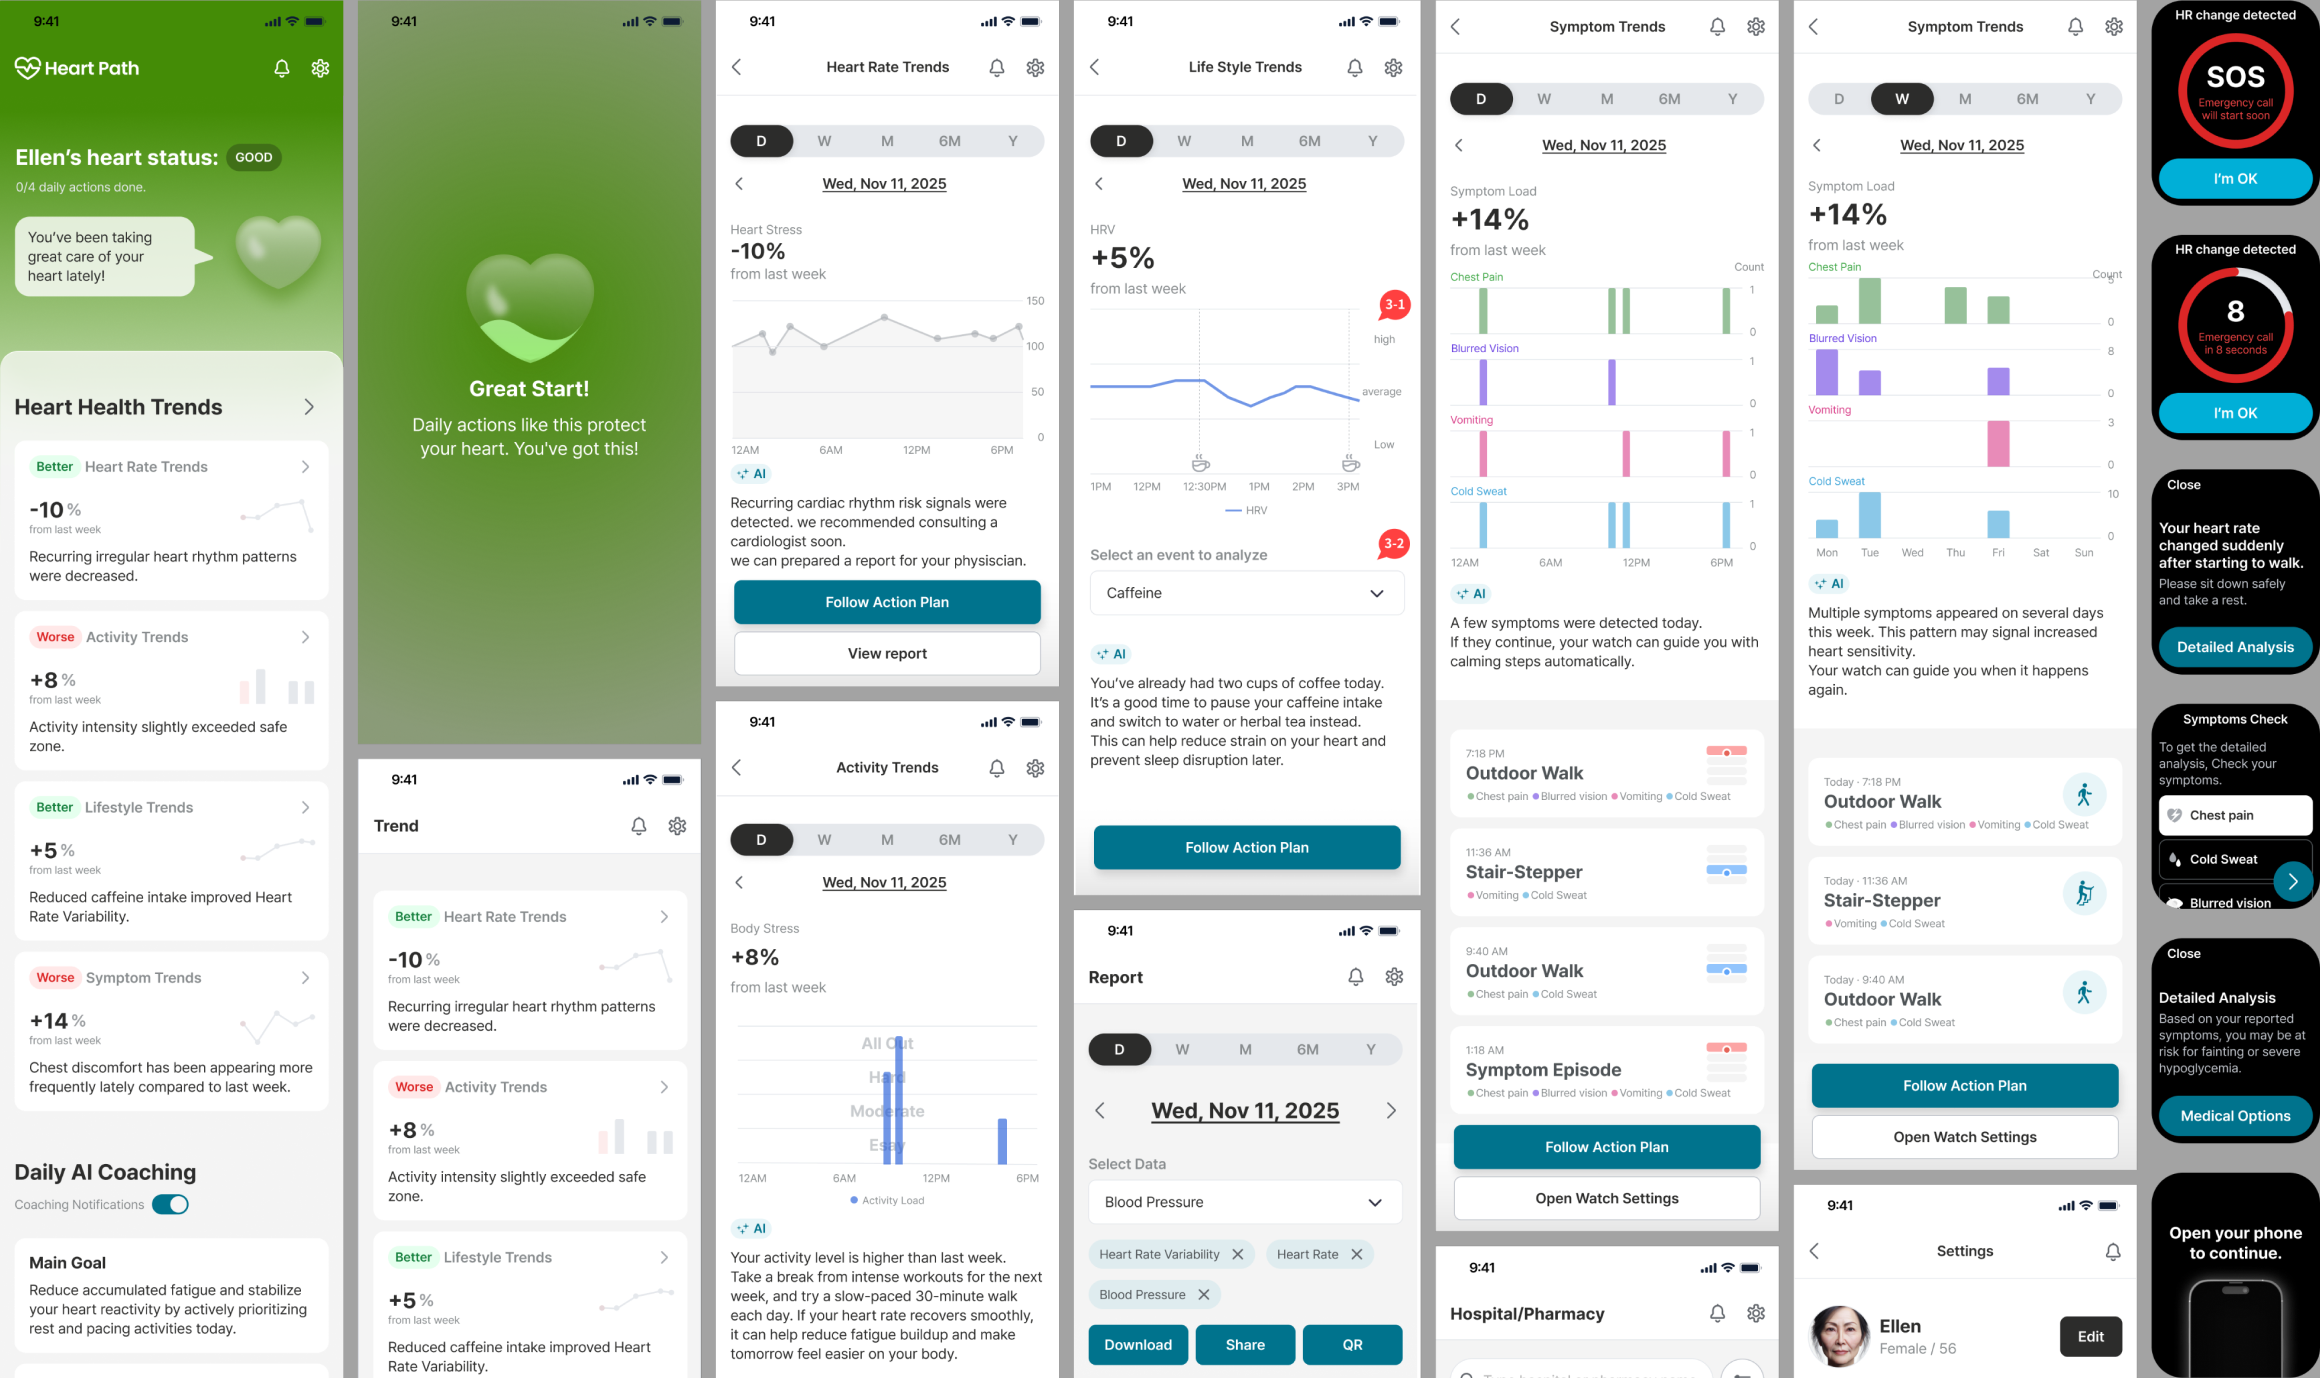 9:41
Heart Path
Ellen's heart status: GOOD
0/4 daily actions done.
You've been taking
great care of your
heart lately!
Heart Health Trends
Better Heart Rate Trends
-10 %
from last week
Recurring irregular heart rhythm patterns
were decreased.
Worse Activity Trends
+8 %
from last week
Activity intensity slightly exceeded safe
zone.
Better Lifestyle Trends
+5 %
from last week
Reduced caffeine intake improved Heart
Rate Variability.
Worse Symptom Trends
+14 %
from last week
Chest discomfort has been appearing more
frequently lately compared to last week.
Daily AI Coaching
Coaching Notifications
Main Goal
Reduce accumulated fatigue and stabilize
your heart reactivity by actively prioritizing
rest and pacing activities today.
9:41
Great Start!
Daily actions like this protect
your heart. You've got this!
9:41
Trend
Better Heart Rate Trends
-10 %
from last week
Recurring irregular heart rhythm patterns
were decreased.
Worse Activity Trends
+8 %
from last week
Activity intensity slightly exceeded safe
zone.
Better Lifestyle Trends
+5 %
from last week
Reduced caffeine intake improved Heart
Rate Variability.
9:41
Heart Rate Trends
D W M 6M Y
Wed, Nov 11, 2025
Heart Stress
-10%
from last week
150
100
50
0
12AM 6AM 12PM 6PM
AI
Recurring cardiac rhythm risk signals were
detected. we recommended consulting a
cardiologist soon.
we can prepared a report for your physiscian.
Follow Action Plan
View report
9:41
Activity Trends
D W M 6M Y
Wed, Nov 11, 2025
Body Stress
+8%
from last week
All Out
Hard
Moderate
Esay
12AM 6AM 12PM 6PM
Activity Load
AI
Your activity level is higher than last week.
Take a break from intense workouts for the next
week, and try a slow-paced 30-minute walk
each day. If your heart rate recovers smoothly,
it can help reduce fatigue buildup and make
tomorrow feel easier on your body.
9:41
Life Style Trends
D W M 6M Y
Wed, Nov 11, 2025
HRV
+5%
from last week
3-1
high
average
Low
1PM 12PM 12:30PM 1PM 2PM 3PM
HRV
3-2
Select an event to analyze
Caffeine
AI
You've already had two cups of coffee today.
It's a good time to pause your caffeine intake
and switch to water or herbal tea instead.
This can help reduce strain on your heart and
prevent sleep disruption later.
Follow Action Plan
9:41
Report
D W M 6M Y
Wed, Nov 11, 2025
Select Data
Blood Pressure
Heart Rate Variability Heart Rate
Blood Pressure
Download Share QR
Symptom Trends
D W M 6M Y
Wed, Nov 11, 2025
Symptom Load
+14%
from last week
Count
Chest Pain
1
0
Blurred Vision
1
0
Vomiting
1
0
Cold Sweat
1
0
12AM 6AM 12PM 6PM
AI
A few symptoms were detected today.
If they continue, your watch can guide you with
calming steps automatically.
7:18 PM
Outdoor Walk
Chest pain Blurred vision Vomiting Cold Sweat
11:36 AM
Stair-Stepper
Vomiting Cold Sweat
9:40 AM
Outdoor Walk
Chest pain Cold Sweat
1:18 AM
Symptom Episode
Chest pain Blurred vision Vomiting Cold Sweat
Follow Action Plan
Open Watch Settings
9:41
Hospital/Pharmacy
Symptom Trends
D W M 6M Y
Wed, Nov 11, 2025
Symptom Load
+14%
from last week
Chest Pain
Count
5
0
Blurred Vision
8
0
Vomiting
3
0
Cold Sweat
10
0
Mon Tue Wed Thu Fri Sat Sun
AI
Multiple symptoms appeared on several days
this week. This pattern may signal increased
heart sensitivity.
Your watch can guide you when it happens
again.
Today · 7:18 PM
Outdoor Walk
Chest pain Blurred vision Vomiting Cold Sweat
Today · 11:36 AM
Stair-Stepper
Vomiting Cold Sweat
Today · 9:40 AM
Outdoor Walk
Chest pain Cold Sweat
Follow Action Plan
Open Watch Settings
9:41
Settings
Ellen
Female / 56
Edit
HR change detected
SOS
Emergency call
will start soon
I'm OK
HR change detected
8
Emergency call
in 8 seconds
I'm OK
Close
Your heart rate
changed suddenly
after starting to walk.
Please sit down safely
and take a rest.
Detailed Analysis
Symptoms Check
To get the detailed
analysis, Check your
symptoms.
Chest pain
Cold Sweat
Blurred vision
Close
Detailed Analysis
Based on your reported
symptoms, you may be at
risk for fainting or severe
hypoglycemia.
Medical Options
Open your phone
to continue.